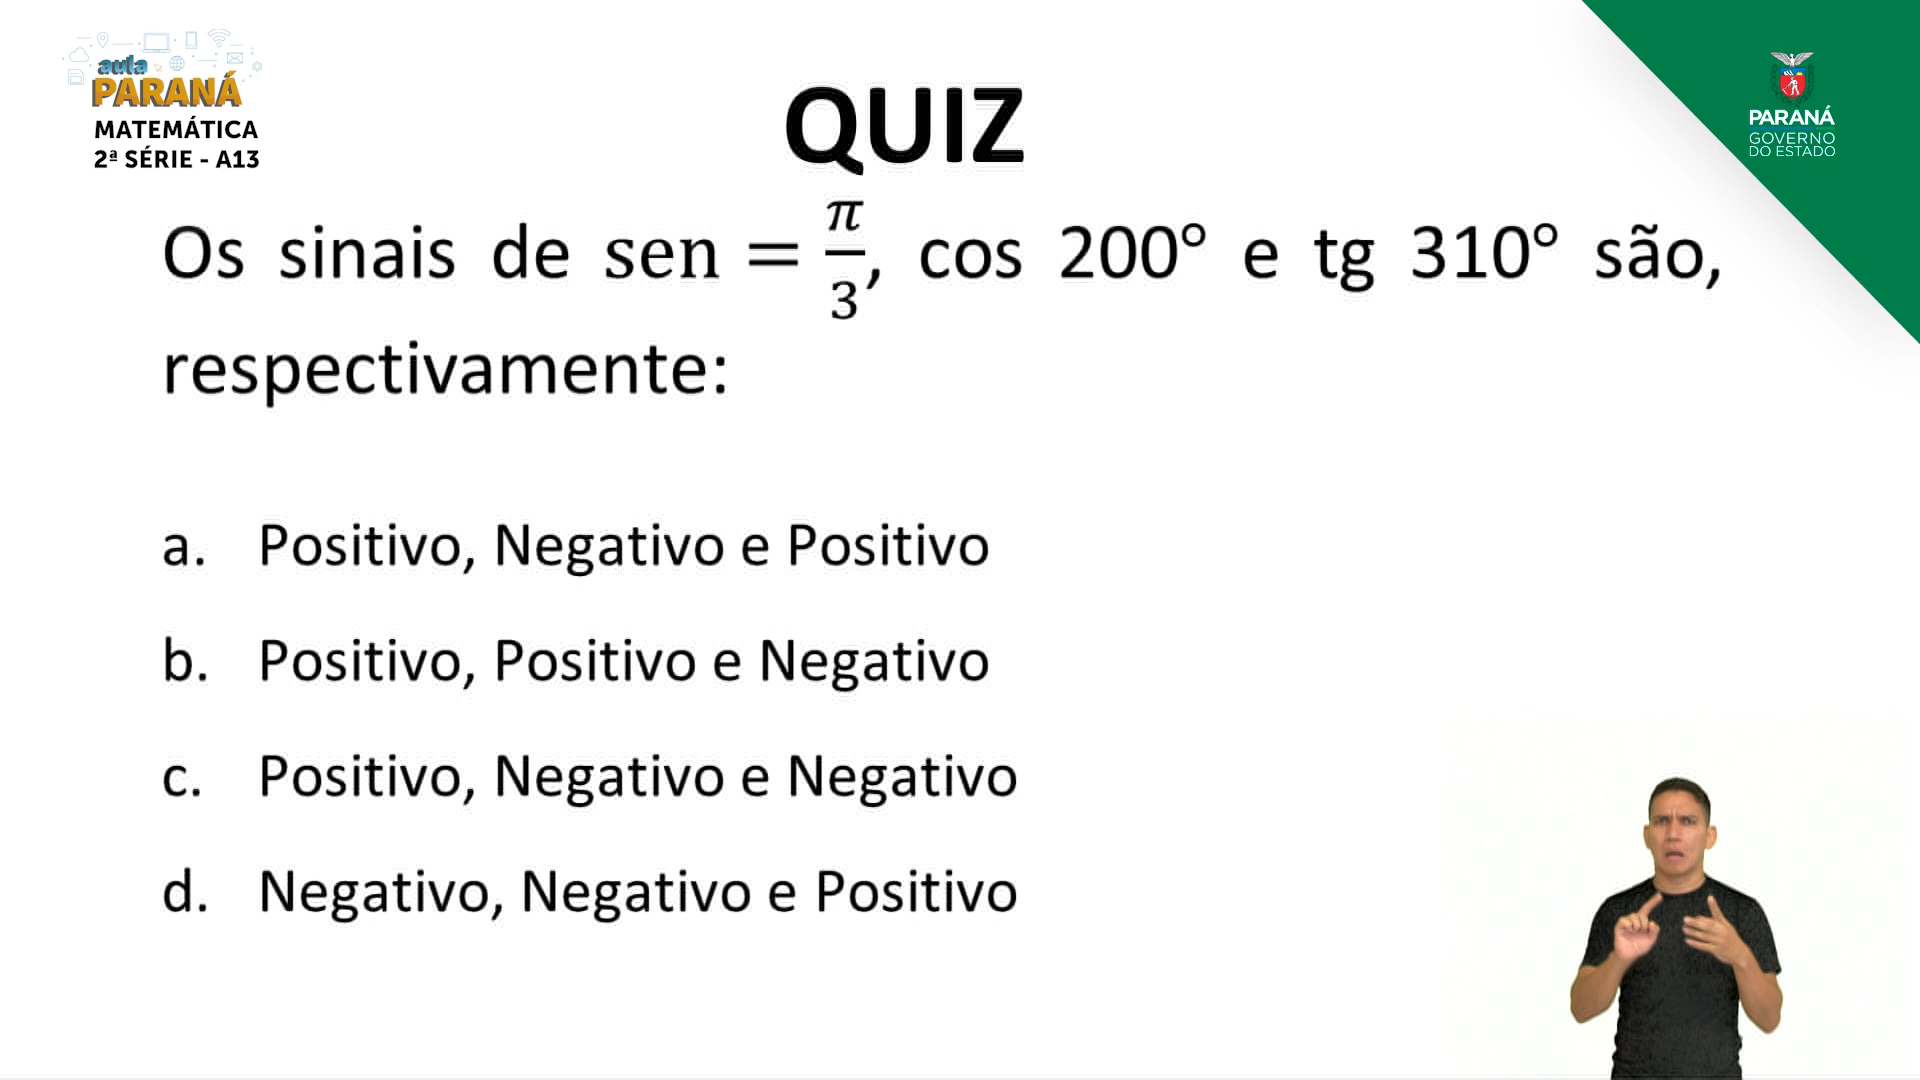 aula
PARANÁ
MATEMÁTICA
2ª SÉRIE - A13
QUIZ
PARANÁ
GOVERNO
DO ESTADO
Os sinais de sen = π/3, cos 200° e tg 310° são,
respectivamente:
a. Positivo, Negativo e Positivo
b. Positivo, Positivo e Negativo
c. Positivo, Negativo e Negativo
d. Negativo, Negativo e Positivo